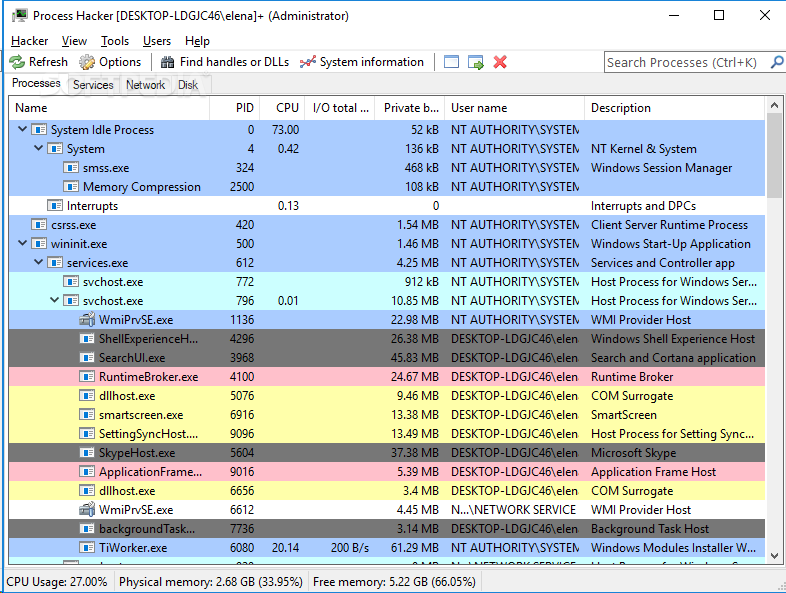 Process Hacker [DESKTOP-LDGJC46\elena]+ (Administrator)
Hacker View Tools Users Help
Refresh Options Find handles or DLLs System information Search Processes (Ctrl+K)
Processes Services Network Disk
SOFTPEDIA
Name PID CPU I/O total ... Private b... User name Description
System Idle Process 0 73.00 52 kB NT AUTHORITY\SYSTEM
System 4 0.42 136 kB NT AUTHORITY\SYSTEM NT Kernel & System
smss.exe 324 468 kB NT AUTHORITY\SYSTEM Windows Session Manager
Memory Compression 2500 108 kB NT AUTHORITY\SYSTEM
Interrupts 0.13 0 Interrupts and DPCs
csrss.exe 420 1.54 MB NT AUTHORITY\SYSTEM Client Server Runtime Process
wininit.exe 500 1.46 MB NT AUTHORITY\SYSTEM Windows Start-Up Application
services.exe 612 4.25 MB NT AUTHORITY\SYSTEM Services and Controller app
svchost.exe 772 912 kB NT AUTHORITY\SYSTEM Host Process for Windows Ser...
svchost.exe 796 0.01 10.85 MB NT AUTHORITY\SYSTEM Host Process for Windows Ser...
WmiPrvSE.exe 1136 22.98 MB NT AUTHORITY\SYSTEM WMI Provider Host
ShellExperienceH... 4296 26.38 MB DESKTOP-LDGJC46\elen Windows Shell Experience Host
SearchUI.exe 3968 45.83 MB DESKTOP-LDGJC46\elen Search and Cortana application
RuntimeBroker.exe 4100 24.67 MB DESKTOP-LDGJC46\elen Runtime Broker
dllhost.exe 5076 9.46 MB DESKTOP-LDGJC46\elen COM Surrogate
smartscreen.exe 6916 13.38 MB DESKTOP-LDGJC46\elen SmartScreen
SettingSyncHost.... 9096 13.49 MB DESKTOP-LDGJC46\elen Host Process for Setting Sync...
SkypeHost.exe 5604 37.38 MB DESKTOP-LDGJC46\elen Microsoft Skype
ApplicationFrame... 9016 5.39 MB DESKTOP-LDGJC46\elen Application Frame Host
dllhost.exe 6656 3.4 MB DESKTOP-LDGJC46\elen COM Surrogate
WmiPrvSE.exe 6612 4.45 MB N...\NETWORK SERVICE WMI Provider Host
backgroundTask... 7736 3.14 MB DESKTOP-LDGJC46\elen Background Task Host
TiWorker.exe 6080 20.14 200 B/s 61.29 MB NT AUTHORITY\SYSTEM Windows Modules Installer W...
CPU Usage: 27.00% Physical memory: 2.68 GB (33.95%) Free memory: 5.22 GB (66.05%)